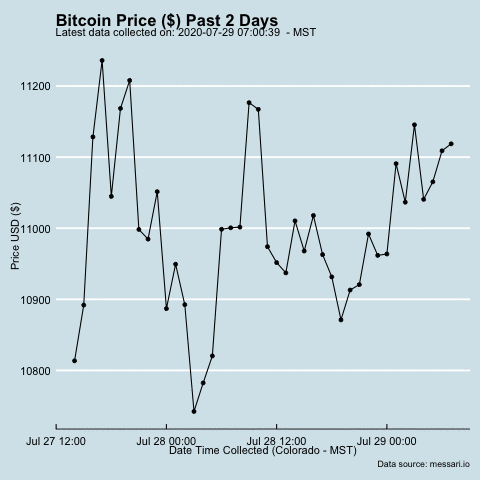 Bitcoin Price ($) Past 2 Days
Latest data collected on: 2020-07-29 07:00:39 - MST
11200
11100
11000
10900
10800
Price USD ($)
Jul 27 12:00 Jul 28 00:00 Jul 28 12:00 Jul 29 00:00
Date Time Collected (Colorado - MST)
Data source: messari.io